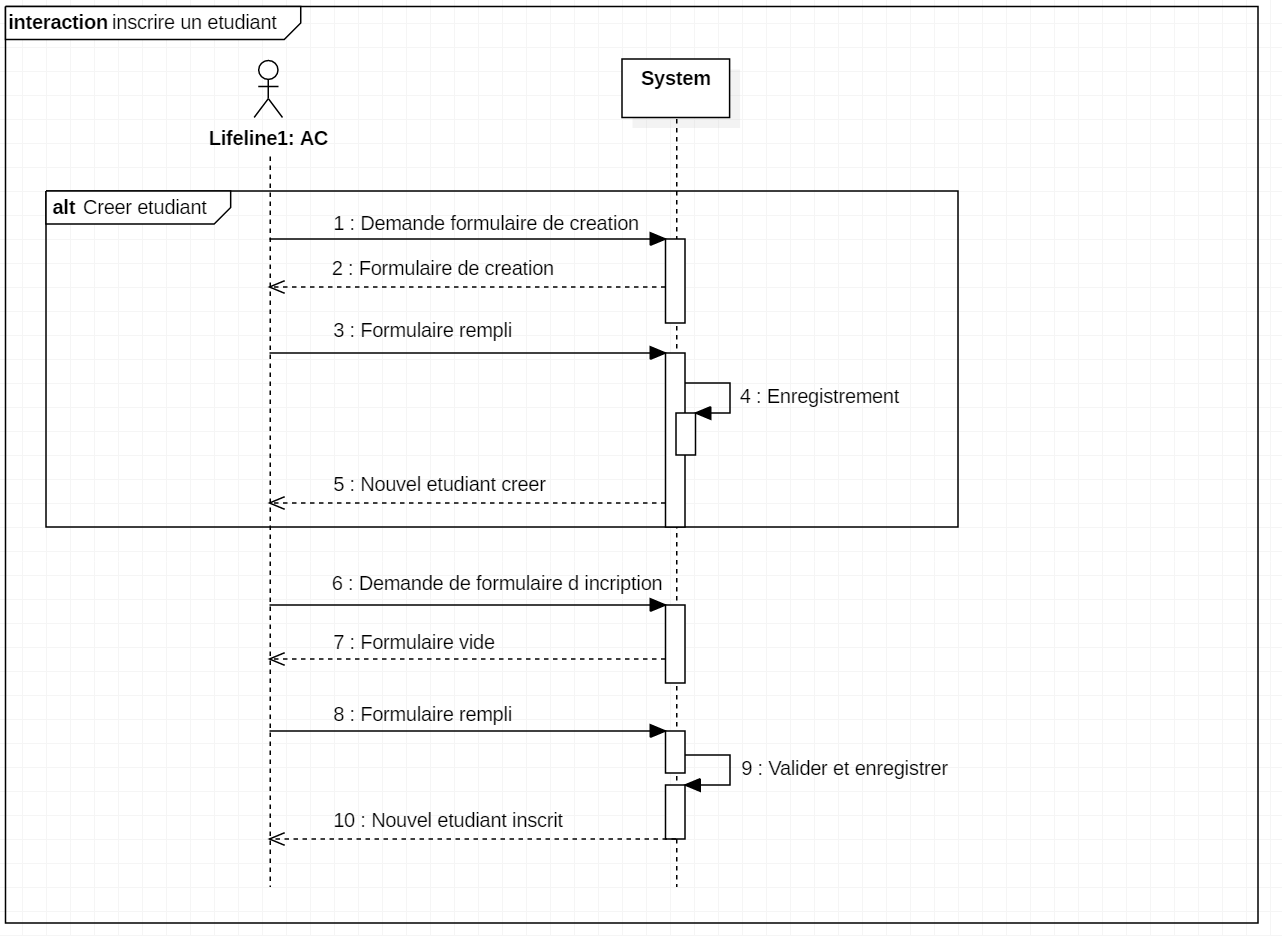 interaction inscrire un etudiant
Lifeline1: AC
System
alt Creer etudiant
1 : Demande formulaire de creation
2 : Formulaire de creation
3 : Formulaire rempli
4 : Enregistrement
5 : Nouvel etudiant creer
6 : Demande de formulaire d incription
7 : Formulaire vide
8 : Formulaire rempli
9 : Valider et enregistrer
10 : Nouvel etudiant inscrit